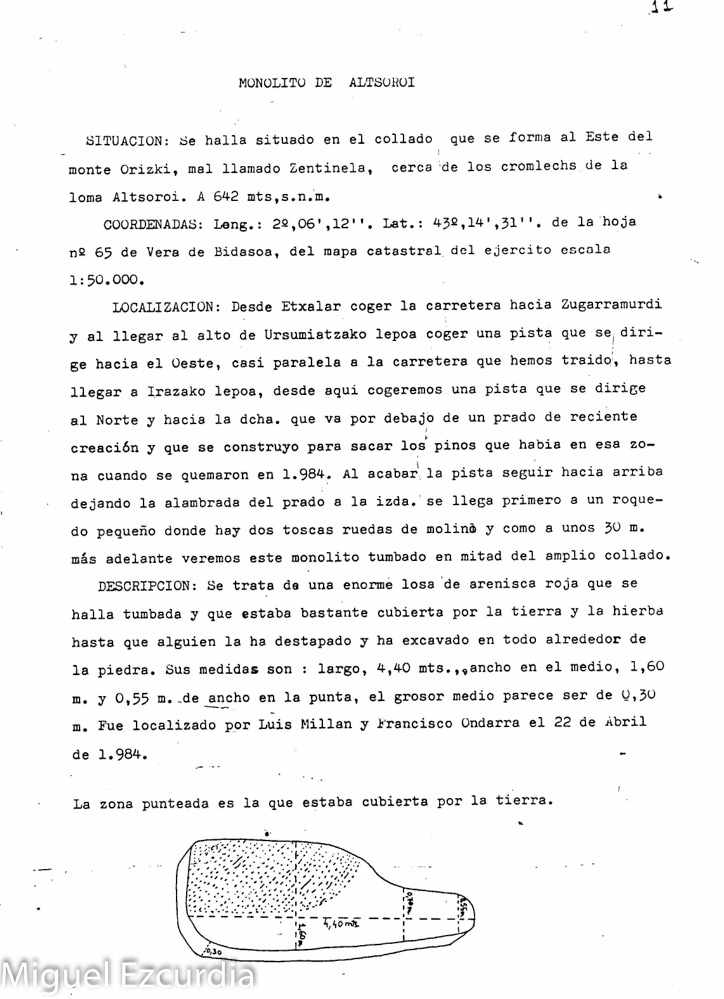 11
MONOLITO DE ALTSOROI
SITUACION: Se halla situado en el collado que se forma al Este del
monte Orizki, mal llamado Zentinela, cerca de los cromlechs de la
loma Altsoroi. A 642 mts,s.n.m.
COORDENADAS: Long.: 2º,06',12''. Lat.: 43º,14',31''. de la hoja
nº 65 de Vera de Bidasoa, del mapa catastral del ejercito escala
1:50.000.
LOCALIZACION: Desde Etxalar coger la carretera hacia Zugarramurdi
y al llegar al alto de Ursumiatzako lepoa coger una pista que se diri-
ge hacia el Oeste, casi paralela a la carretera que hemos traido, hasta
llegar a Irazako lepoa, desde aqui cogeremos una pista que se dirige
al Norte y hacia la dcha. que va por debajo de un prado de reciente
creación y que se construyo para sacar los pinos que habia en esa zo-
na cuando se quemaron en 1.984. Al acabar la pista seguir hacia arriba
dejando la alambrada del prado a la izda. se llega primero a un roque-
do pequeño donde hay dos toscas ruedas de molino y como a unos 30 m.
más adelante veremos este monolito tumbado en mitad del amplio collado.
DESCRIPCION: Se trata de una enorme losa de arenisca roja que se
halla tumbada y que estaba bastante cubierta por la tierra y la hierba
hasta que alguien la ha destapado y ha excavado en todo alrededor de
la piedra. Sus medidas son : largo, 4,40 mts.,,ancho en el medio, 1,60
m. y 0,55 m. de ancho en la punta, el grosor medio parece ser de 0,30
m. Fue localizado por Luis Millan y Francisco Ondarra el 22 de Abril
de 1.984.
La zona punteada es la que estaba cubierta por la tierra.
4,40 mts
0,30
Miguel Ezcurdia